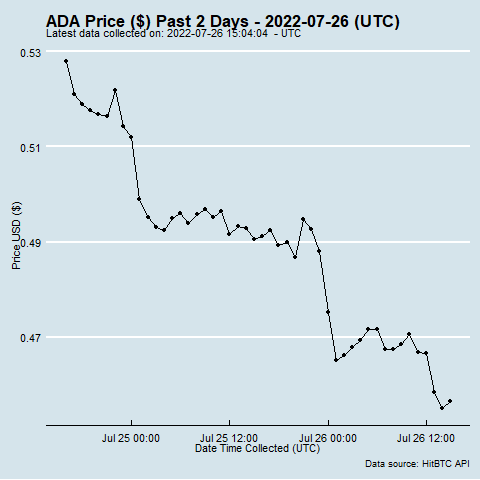 ADA Price ($) Past 2 Days - 2022-07-26 (UTC)
Latest data collected on: 2022-07-26 15:04:04 - UTC
0.53
0.51
0.49
0.47
Price USD ($)
Jul 25 00:00
Jul 25 12:00
Jul 26 00:00
Jul 26 12:00
Date Time Collected (UTC)
Data source: HitBTC API